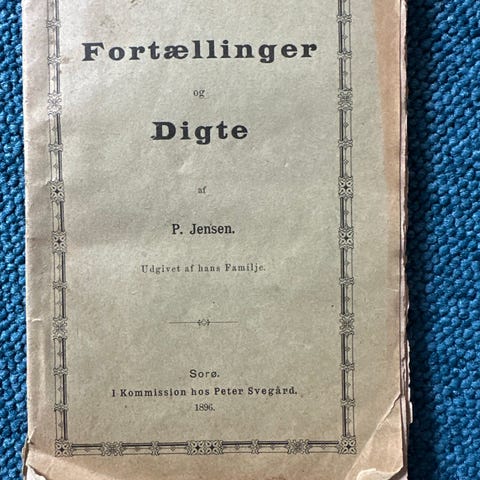 Fortællinger
og
Digte
af
P. Jensen.
Udgivet af hans Familje.
Sorø.
I Kommission hos Peter Svegård.
1896.